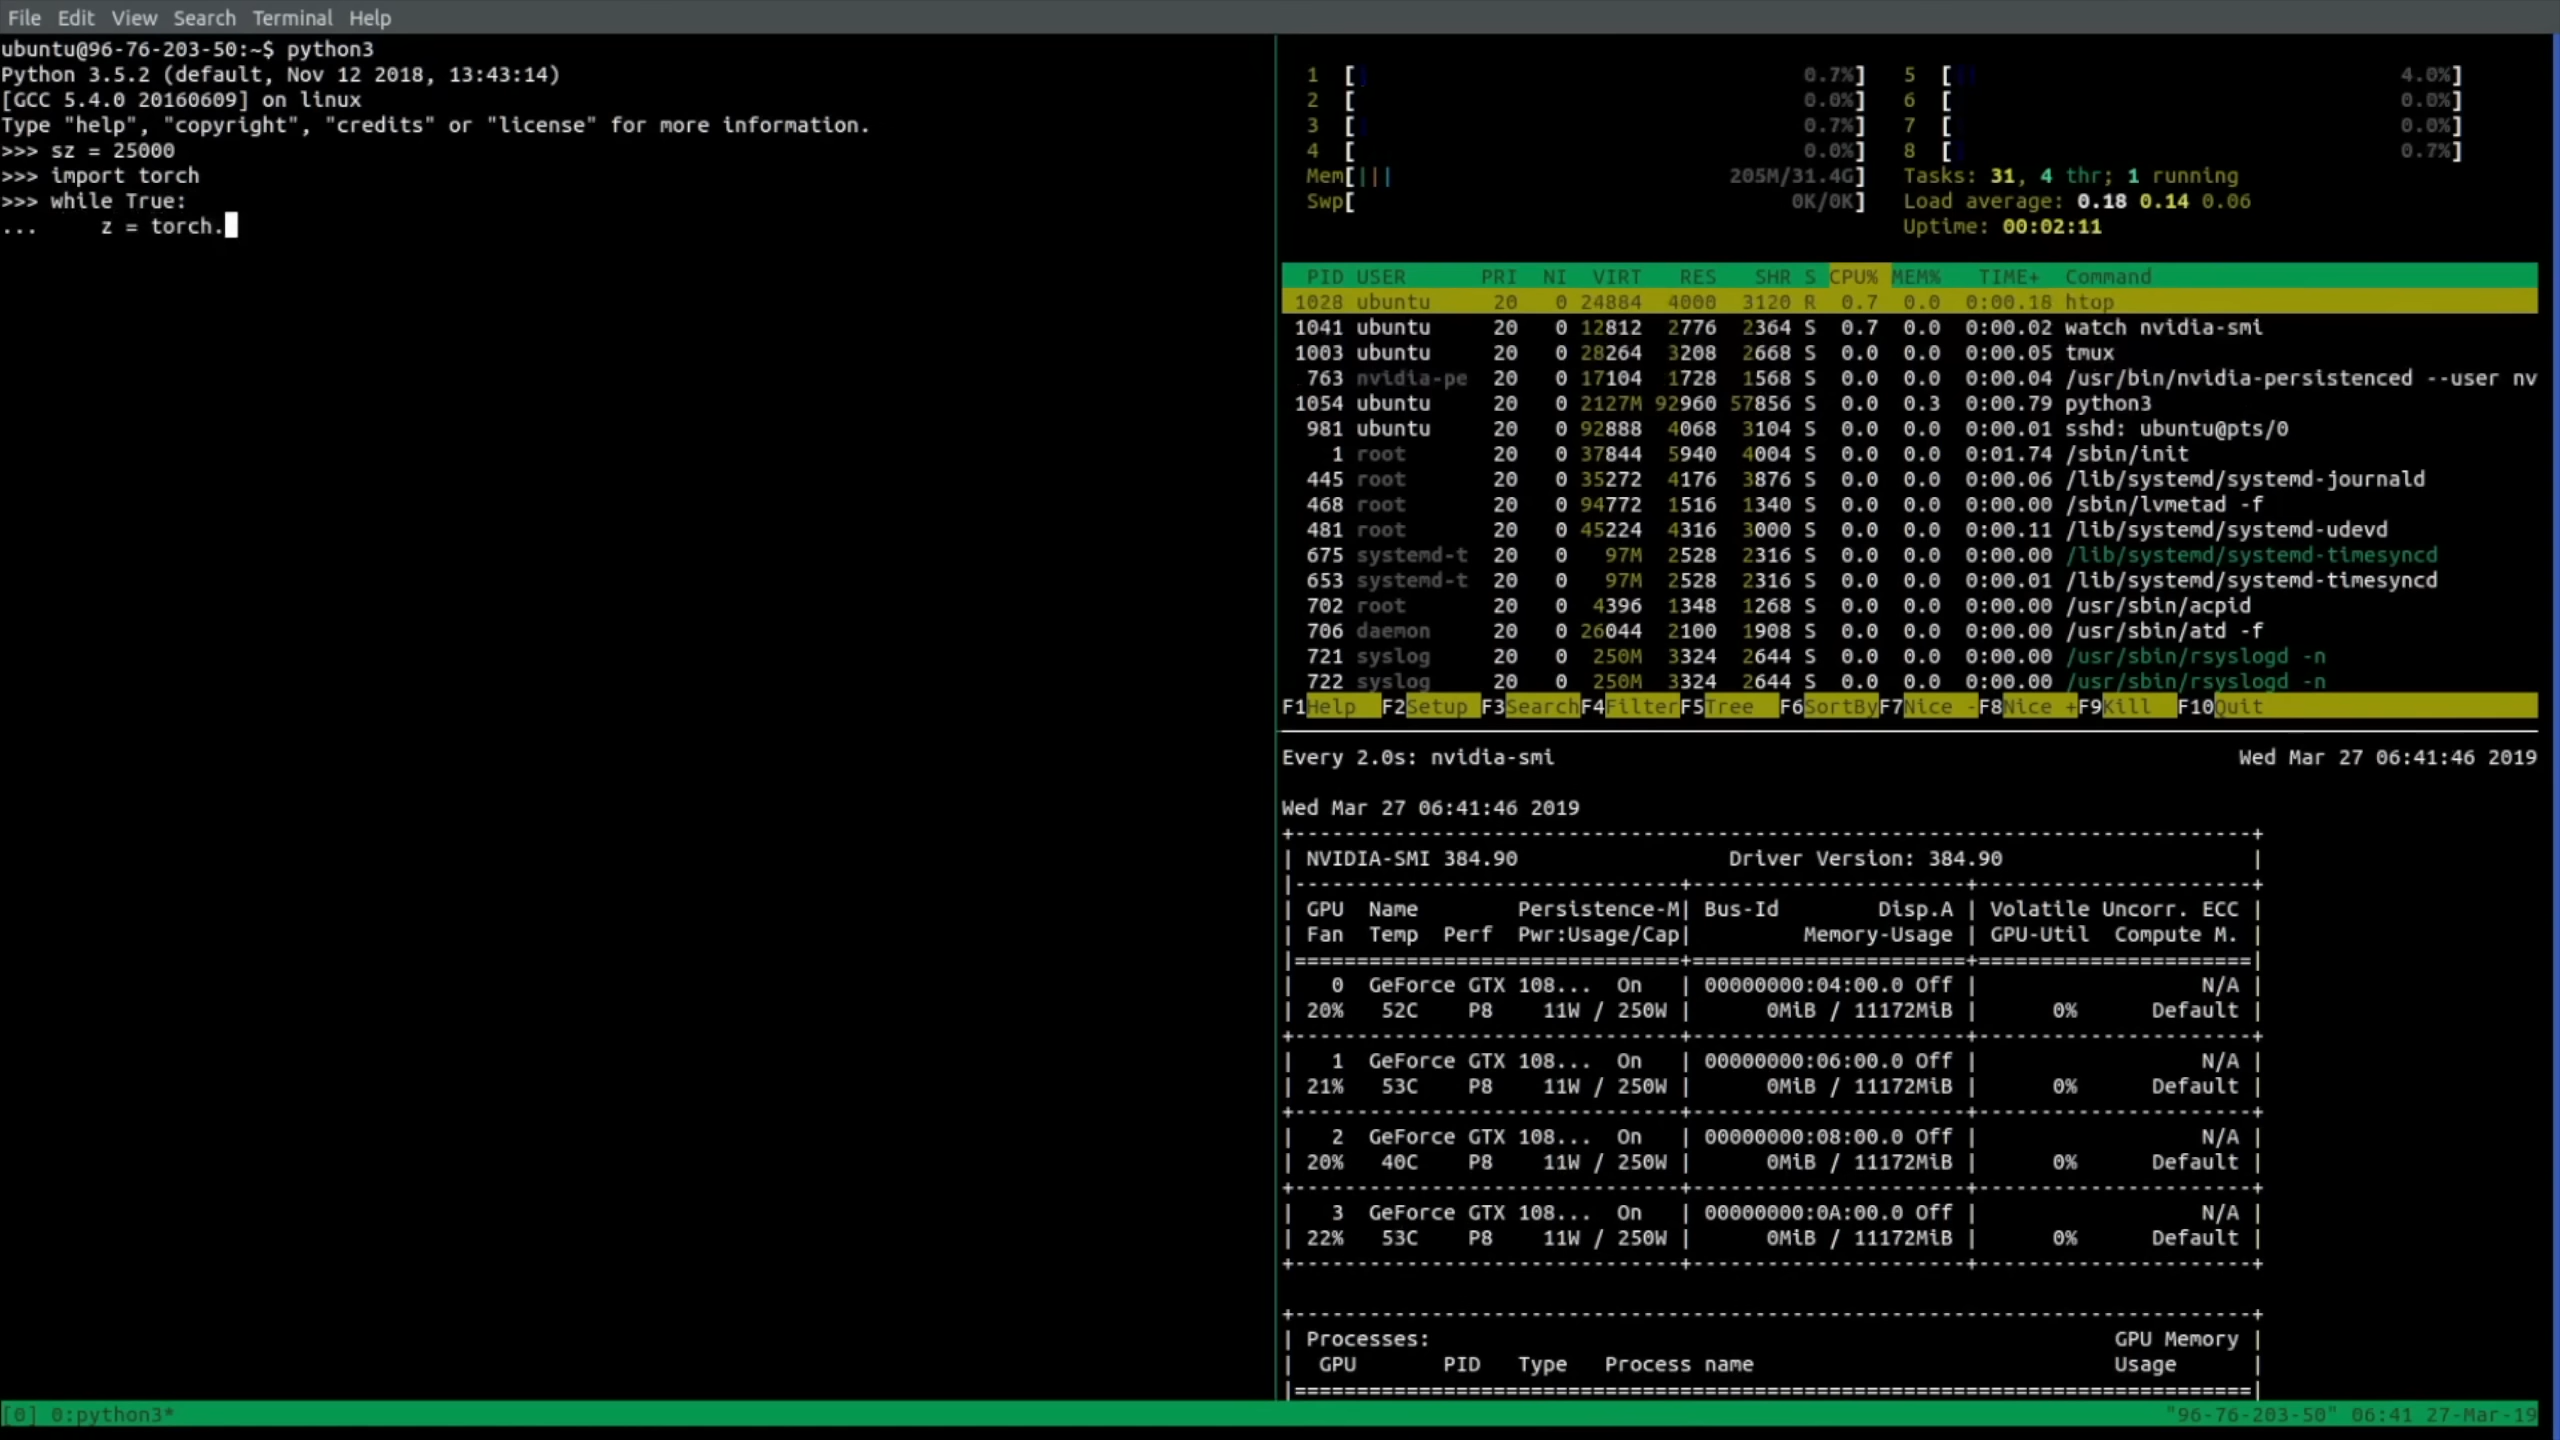 File Edit View Search Terminal Help
ubuntu@96-76-203-50:~$ python3
Python 3.5.2 (default, Nov 12 2018, 13:43:14)
[GCC 5.4.0 20160609] on linux
Type "help", "copyright", "credits" or "license" for more information.
>>> sz = 25000
>>> import torch
>>> while True:
...     z = torch.
1 [ 0.7%] 5 [ 4.0%]
2 [ 0.0%] 6 [ 0.0%]
3 [ 0.7%] 7 [ 0.0%]
4 [ 0.0%] 8 [ 0.7%]
Mem[||| 205M/31.4G] Tasks: 31, 4 thr; 1 running
Swp[ 0K/0K] Load average: 0.18 0.14 0.06
Uptime: 00:02:11
PID USER PRI NI VIRT RES SHR S CPU% MEM% TIME+ Command
1028 ubuntu 20 0 24884 4000 3120 R 0.7 0.0 0:00.18 htop
1041 ubuntu 20 0 12812 2776 2364 S 0.7 0.0 0:00.02 watch nvidia-smi
1003 ubuntu 20 0 28264 3208 2668 S 0.0 0.0 0:00.05 tmux
763 nvidia-pe 20 0 17104 1728 1568 S 0.0 0.0 0:00.04 /usr/bin/nvidia-persistenced --user nv
1054 ubuntu 20 0 2127M 92960 57856 S 0.0 0.3 0:00.79 python3
981 ubuntu 20 0 92888 4068 3104 S 0.0 0.0 0:00.01 sshd: ubuntu@pts/0
1 root 20 0 37844 5940 4004 S 0.0 0.0 0:01.74 /sbin/init
445 root 20 0 35272 4176 3876 S 0.0 0.0 0:00.06 /lib/systemd/systemd-journald
468 root 20 0 94772 1516 1340 S 0.0 0.0 0:00.00 /sbin/lvmetad -f
481 root 20 0 45224 4316 3000 S 0.0 0.0 0:00.11 /lib/systemd/systemd-udevd
675 systemd-t 20 0 97M 2528 2316 S 0.0 0.0 0:00.00 /lib/systemd/systemd-timesyncd
653 systemd-t 20 0 97M 2528 2316 S 0.0 0.0 0:00.01 /lib/systemd/systemd-timesyncd
702 root 20 0 4396 1348 1268 S 0.0 0.0 0:00.00 /usr/sbin/acpid
706 daemon 20 0 26044 2100 1908 S 0.0 0.0 0:00.00 /usr/sbin/atd -f
721 syslog 20 0 250M 3324 2644 S 0.0 0.0 0:00.00 /usr/sbin/rsyslogd -n
722 syslog 20 0 250M 3324 2644 S 0.0 0.0 0:00.00 /usr/sbin/rsyslogd -n
F1Help F2Setup F3SearchF4FilterF5Tree F6SortByF7Nice -F8Nice +F9Kill F10Quit
Every 2.0s: nvidia-smi Wed Mar 27 06:41:46 2019
Wed Mar 27 06:41:46 2019
+-----------------------------------------------------------------------------+
| NVIDIA-SMI 384.90                 Driver Version: 384.90                    |
|-------------------------------+----------------------+----------------------+
| GPU  Name        Persistence-M| Bus-Id        Disp.A | Volatile Uncorr. ECC |
| Fan  Temp  Perf  Pwr:Usage/Cap|         Memory-Usage | GPU-Util  Compute M. |
|===============================+======================+======================|
|   0  GeForce GTX 108...  On   | 00000000:04:00.0 Off |                  N/A |
| 20%   52C    P8    11W / 250W |      0MiB / 11172MiB |      0%      Default |
+-------------------------------+----------------------+----------------------+
|   1  GeForce GTX 108...  On   | 00000000:06:00.0 Off |                  N/A |
| 21%   53C    P8    11W / 250W |      0MiB / 11172MiB |      0%      Default |
+-------------------------------+----------------------+----------------------+
|   2  GeForce GTX 108...  On   | 00000000:08:00.0 Off |                  N/A |
| 20%   40C    P8    11W / 250W |      0MiB / 11172MiB |      0%      Default |
+-------------------------------+----------------------+----------------------+
|   3  GeForce GTX 108...  On   | 00000000:0A:00.0 Off |                  N/A |
| 22%   53C    P8    11W / 250W |      0MiB / 11172MiB |      0%      Default |
+-------------------------------+----------------------+----------------------+
+-----------------------------------------------------------------------------+
| Processes:                                                       GPU Memory |
|  GPU       PID   Type   Process name                             Usage      |
|=============================================================================|
[0] 0:python3* "96-76-203-50" 06:41 27-Mar-19